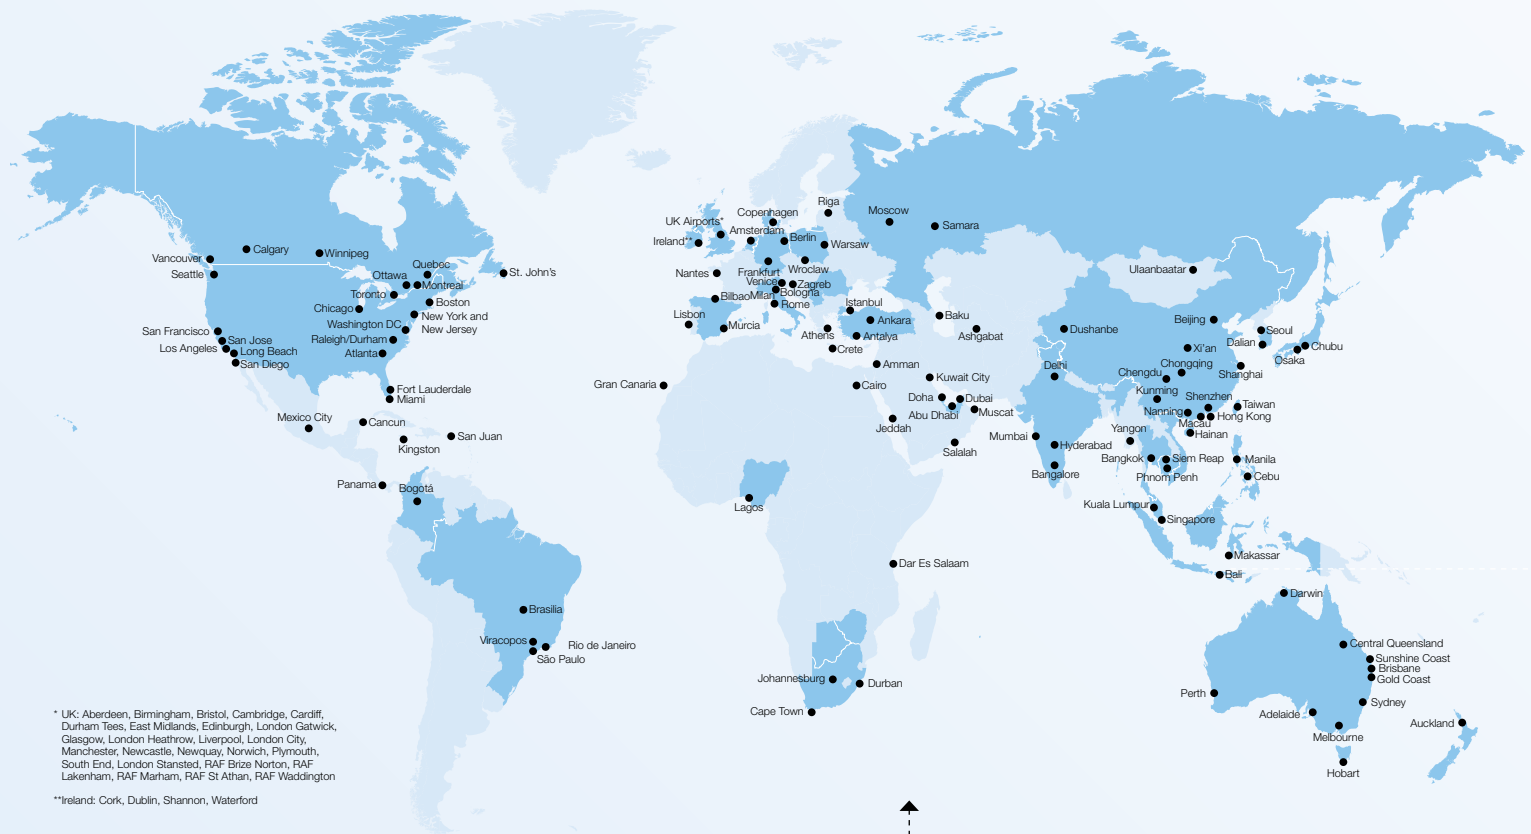 Riga
Copenhagen
Moscow
UK Airports*
Samara
Amsterdam
Berlin
Ireland**
Warsaw
Calgary
Winnipeg
Vancouver
Quebec
Frankfurt
Wroclaw
Ulaanbaatar
Seattle
Ottawa
St. John's
Nantes
Venice
Zagreb
Montreal
Toronto
Bilbao
Milan
Bologna
Boston
Rome
Istanbul
Chicago
New York and
New Jersey
Lisbon
Baku
Ankara
Beijing
Washington DC
Murcia
San Francisco
Athens
Antalya
Ashgabat
Dushanbe
Seoul
San Jose
Raleigh/Durham
Dalian
Los Angeles
Long Beach
Atlanta
Crete
Xi'an
Chubu
Osaka
San Diego
Amman
Delhi
Chongqing
Chengdu
Shanghai
Gran Canaria
Cairo
Kuwait City
Fort Lauderdale
Miami
Kunming
Doha
Dubai
Shenzhen
Abu Dhabi
Muscat
Nanning
Taiwan
Mexico City
Cancun
Jeddah
Macau
Hong Kong
Yangon
Hainan
San Juan
Mumbai
Kingston
Salalah
Hyderabad
Bangkok
Siem Reap
Manila
Bangalore
Phnom Penh
Cebu
Panama
Bogotá
Lagos
Kuala Lumpur
Singapore
Makassar
Dar Es Salaam
Bali
Darwin
Brasilia
Viracopos
Rio de Janeiro
São Paulo
Central Queensland
Sunshine Coast
Brisbane
Gold Coast
Johannesburg
Durban
Perth
Sydney
Cape Town
Adelaide
Auckland
Melbourne
Hobart
* UK: Aberdeen, Birmingham, Bristol, Cambridge, Cardiff,
Durham Tees, East Midlands, Edinburgh, London Gatwick,
Glasgow, London Heathrow, Liverpool, London City,
Manchester, Newcastle, Newquay, Norwich, Plymouth,
South End, London Stansted, RAF Brize Norton, RAF
Lakenham, RAF Marham, RAF St Athan, RAF Waddington
**Ireland: Cork, Dublin, Shannon, Waterford